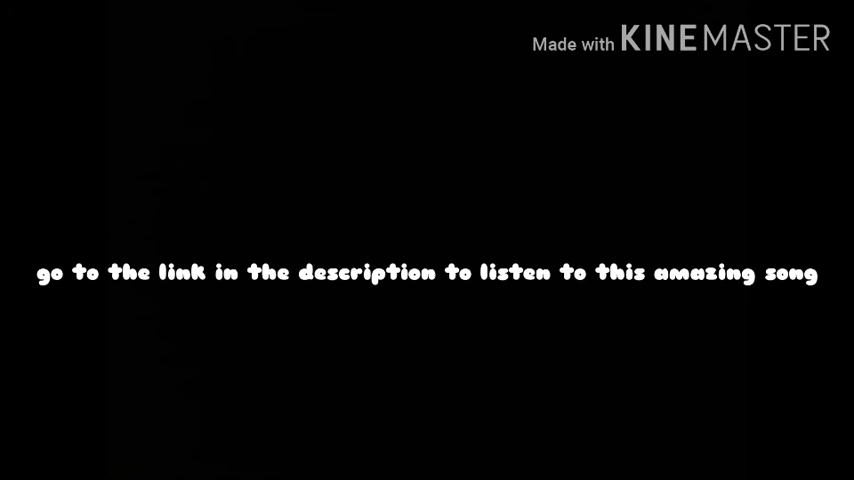 Made with KINEMASTER
go to the link in the description to listen to this amazing song